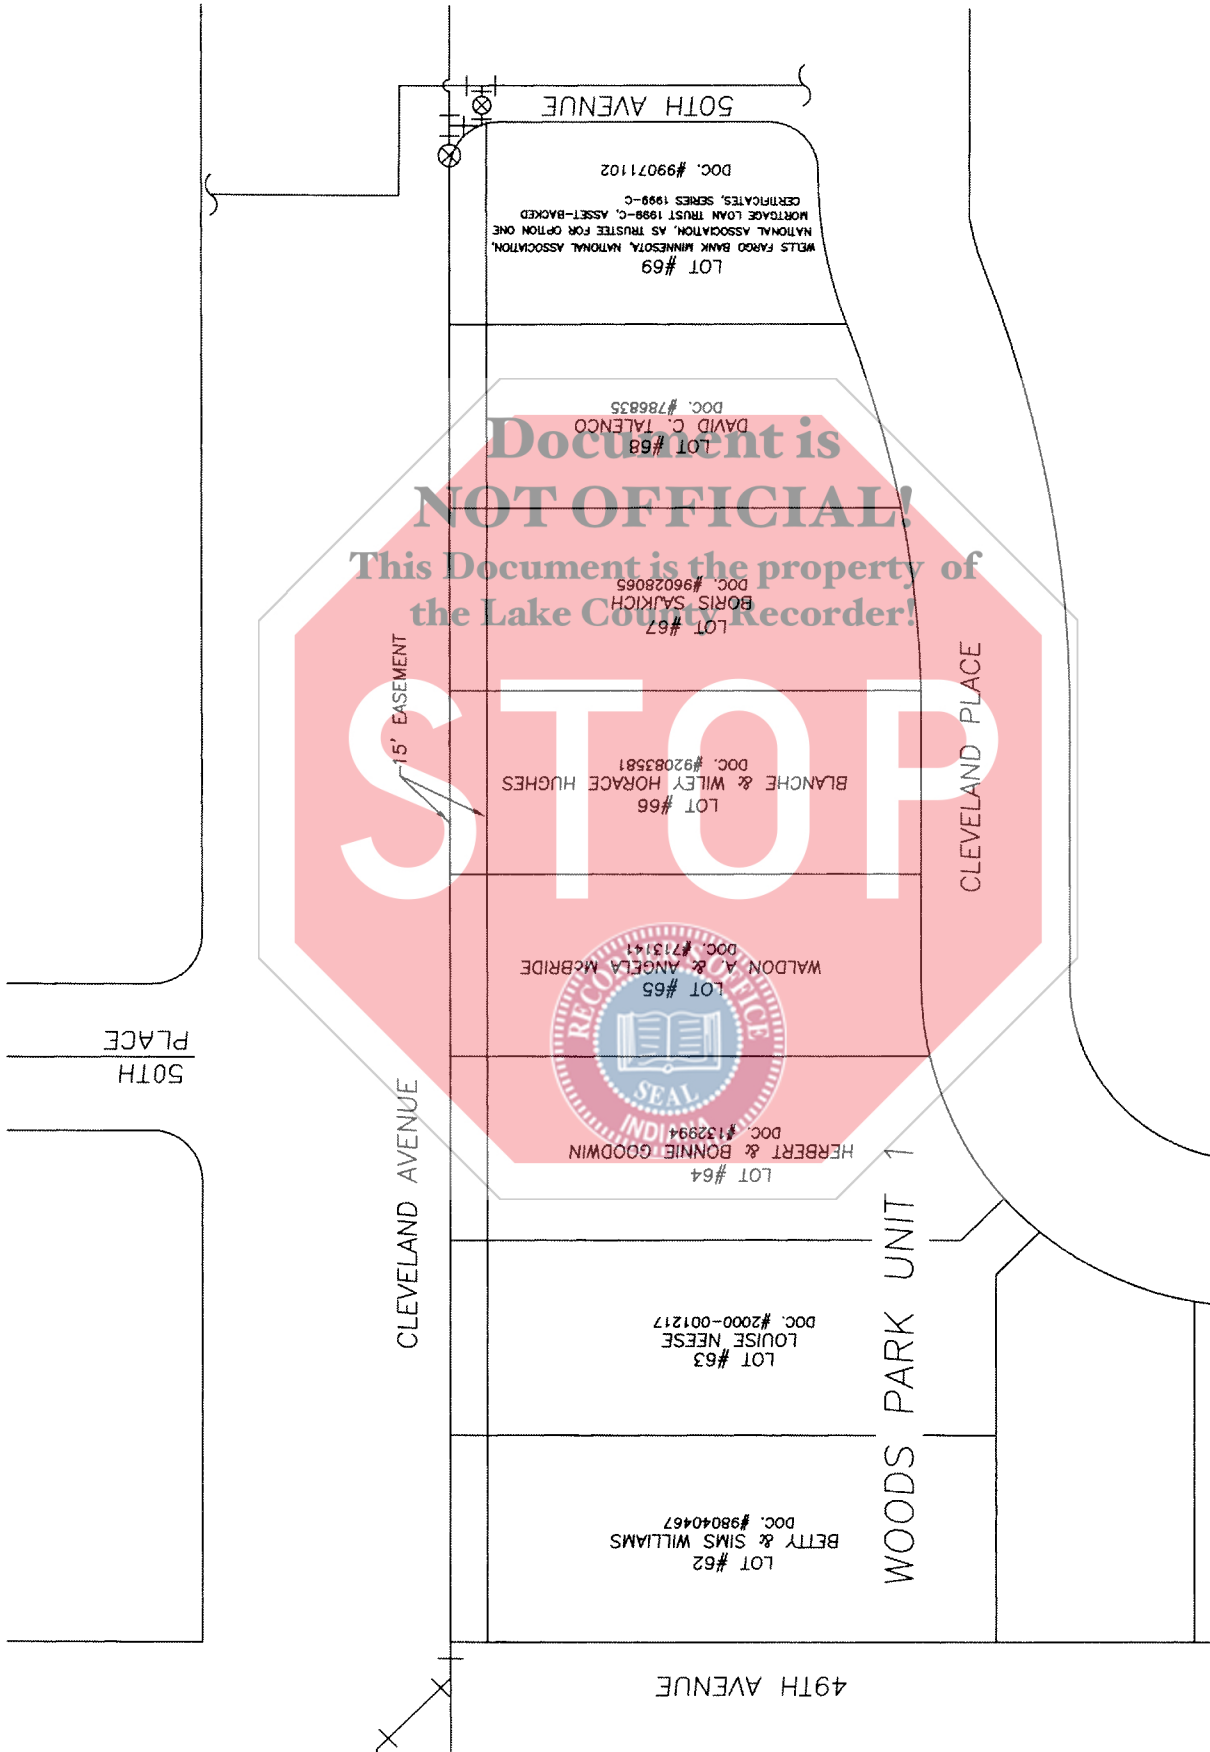 49TH AVENUE
LOT #62
BETTY & SIMS WILLIAMS
DOC. #98040467
LOT #63
LOUISE NEESE
DOC. #2000-001217
LOT #64
HERBERT & BONNIE GOODWIN
DOC. #132994
LOT #65
WALDON A. & ANGELA McBRIDE
DOC. #713141
LOT #66
BLANCHE & WILEY HORACE HUGHES
DOC. #92083581
LOT #67
BORIS SAJKICH
DOC. #96028065
LOT #68
DAVID C. TALENCO
DOC. #786835
LOT #69
WELLS FARGO BANK MINNESOTA, NATIONAL ASSOCIATION,
NATIONAL ASSOCIATION, AS TRUSTEE FOR OPTION ONE
MORTGAGE LOAN TRUST 1999-C, ASSET-BACKED
CERTIFICATES, SERIES 1999-C
DOC. #99071102
50TH AVENUE
50TH
PLACE
CLEVELAND AVENUE
15' EASEMENT
CLEVELAND PLACE
WOODS PARK UNIT 1
Document is
NOT OFFICIAL!
This Document is the property of
the Lake County Recorder!
STOP
RECORDER'S OFFICE
SEAL
INDIANA